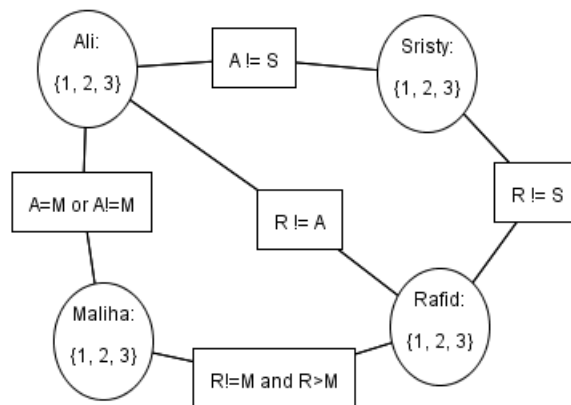 Ali:
{1, 2, 3}
A != S
Sristy:
{1, 2, 3}
A=M or A!=M
R != A
R != S
Maliha:
{1, 2, 3}
Rafid:
{1, 2, 3}
R!=M and R>M